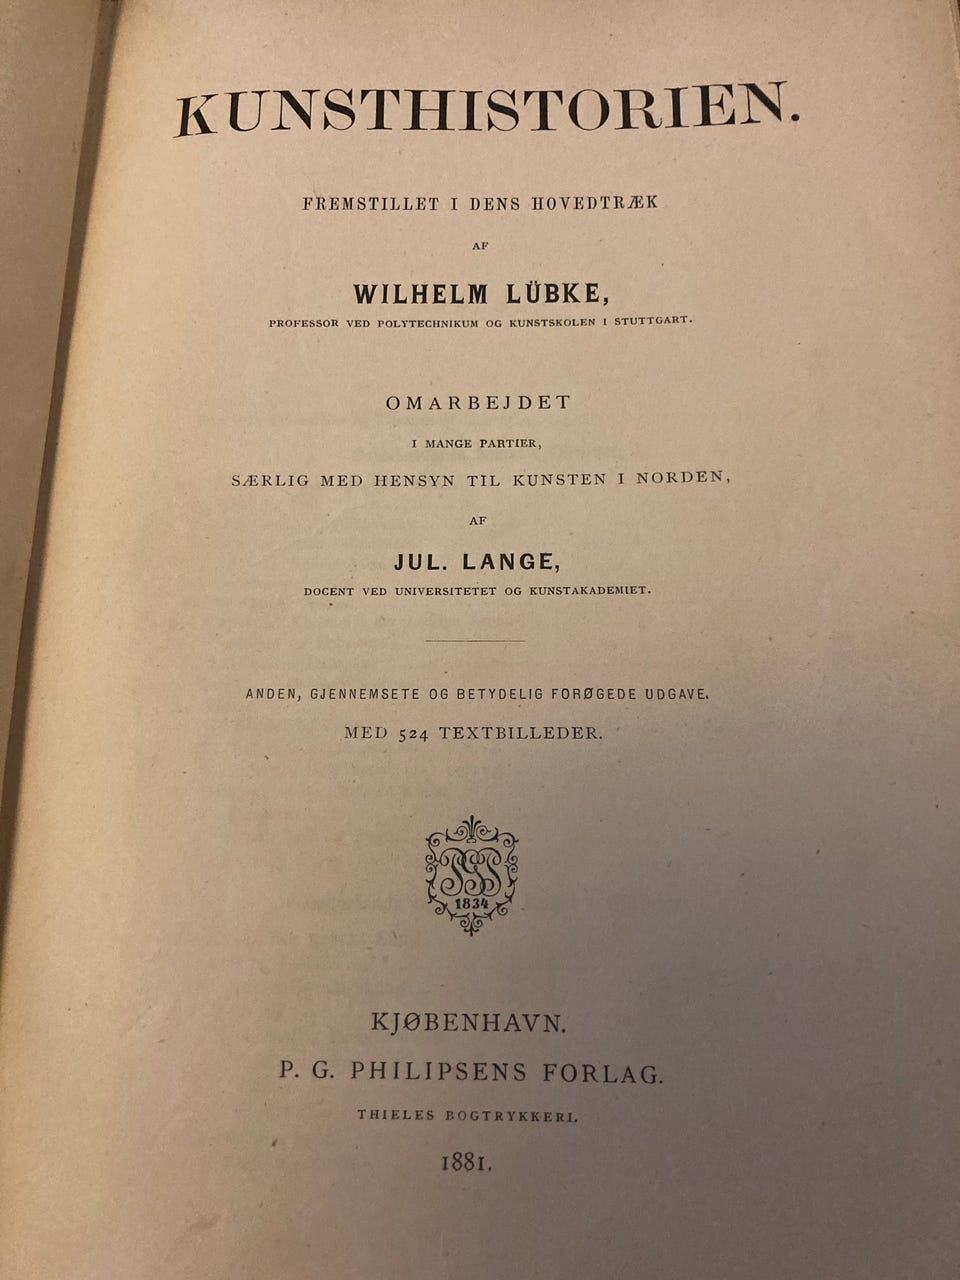 KUNSTHISTORIEN.
FREMSTILLET I DENS HOVEDTRÆK
AF
WILHELM LÜBKE,
PROFESSOR VED POLYTECHNIKUM OG KUNSTSKOLEN I STUTTGART.
OMARBEJDET
I MANGE PARTIER,
SÆRLIG MED HENSYN TIL KUNSTEN I NORDEN,
AF
JUL. LANGE,
DOCENT VED UNIVERSITETET OG KUNSTAKADEMIET.
ANDEN, GJENNEMSETE OG BETYDELIG FORØGEDE UDGAVE.
MED 524 TEXTBILLEDER.
1834
KJØBENHAVN.
P. G. PHILIPSENS FORLAG.
THIELES BOGTRYKKERI.
1881.